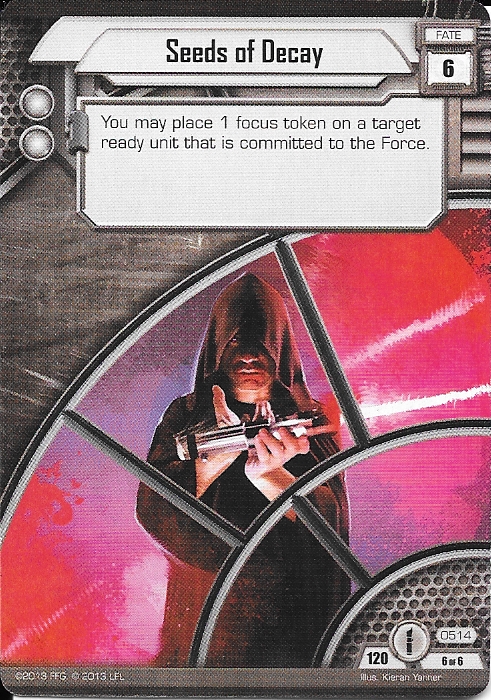 FATE
Seeds of Decay
6
You may place 1 focus token on a target
ready unit that is committed to the Force.
0514
120
6 OF 6
©2013 FFG © 2013 LFL
Illus. Kieran Yanner